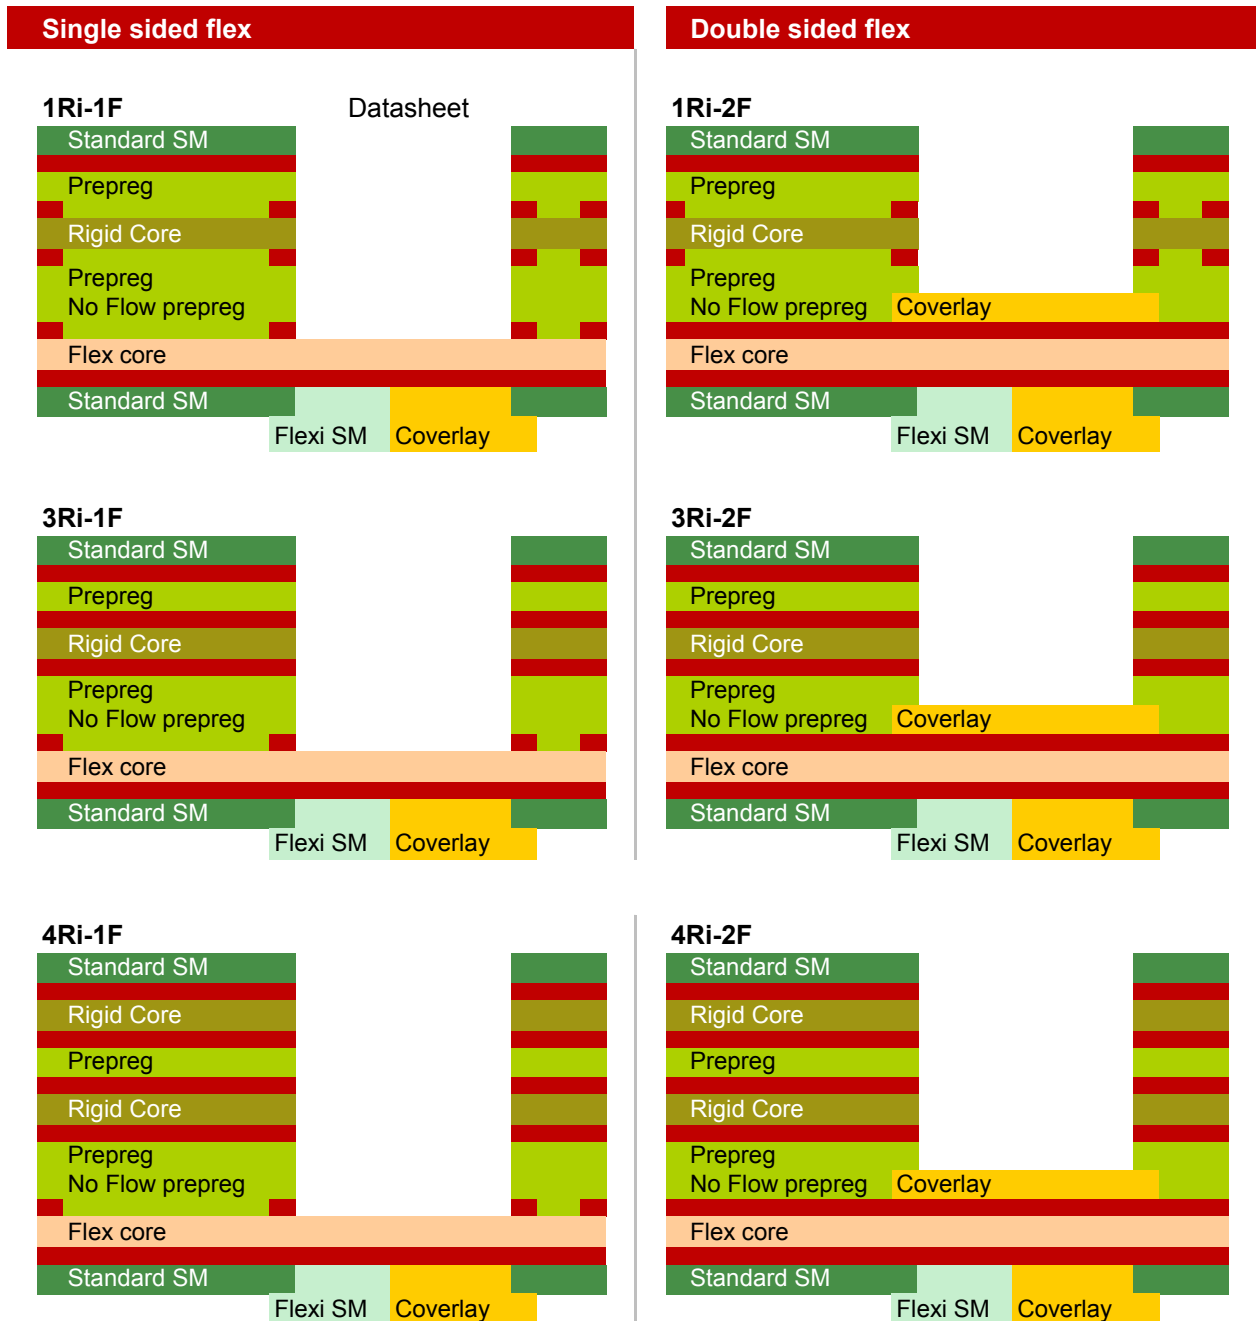 Single sided flex
Double sided flex
1Ri-1F
Datasheet
Standard SM
Prepreg
Rigid Core
Prepreg
No Flow prepreg
Flex core
Standard SM
Flexi SM
Coverlay
1Ri-2F
Standard SM
Prepreg
Rigid Core
Prepreg
No Flow prepreg
Coverlay
Flex core
Standard SM
Flexi SM
Coverlay
3Ri-1F
Standard SM
Prepreg
Rigid Core
Prepreg
No Flow prepreg
Flex core
Standard SM
Flexi SM
Coverlay
3Ri-2F
Standard SM
Prepreg
Rigid Core
Prepreg
No Flow prepreg
Coverlay
Flex core
Standard SM
Flexi SM
Coverlay
4Ri-1F
Standard SM
Rigid Core
Prepreg
Rigid Core
Prepreg
No Flow prepreg
Flex core
Standard SM
Flexi SM
Coverlay
4Ri-2F
Standard SM
Rigid Core
Prepreg
Rigid Core
Prepreg
No Flow prepreg
Coverlay
Flex core
Standard SM
Flexi SM
Coverlay